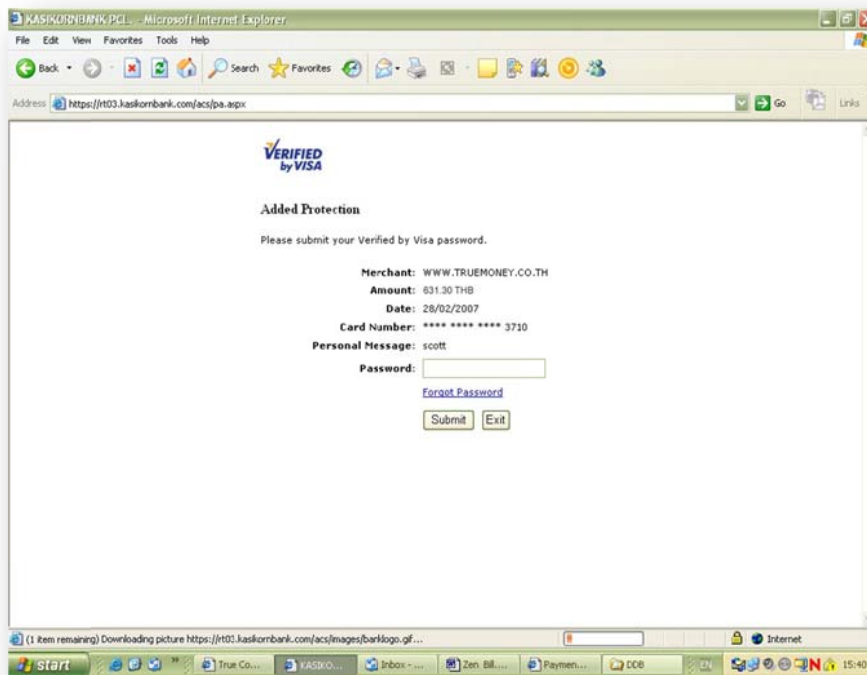 KASIKORNBANK PCL. - Microsoft Internet Explorer
File Edit View Favorites Tools Help
Back Search Favorites
Address https://rt03.kasikornbank.com/acs/pa.aspx Go Links
VERIFIED
by VISA
Added Protection
Please submit your Verified by Visa password.
Merchant: WWW.TRUEMONEY.CO.TH
Amount: 631.30 THB
Date: 28/02/2007
Card Number: **** **** **** 3710
Personal Message: scott
Password:
Forgot Password
Submit Exit
(1 item remaining) Downloading picture https://rt03.kasikornbank.com/acs/images/banklogo.gif... Internet
start True Co... KASIKO... Inbox - ... Zen Bill.... Paymen... DDB EN 15:40